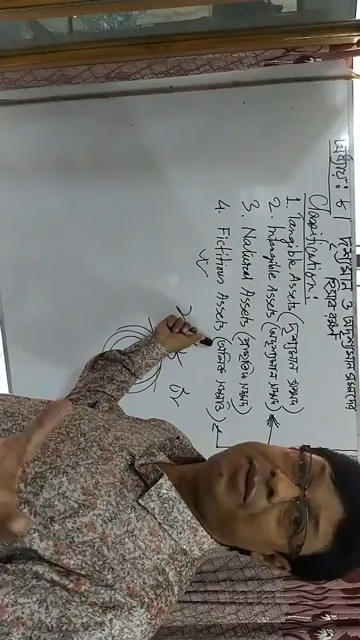 অধ্যায়: ৮। দৃশ্যমান ও অদৃশ্যমান সম্পদের
হিসাবরক্ষণ
Classification:
1. Tangible Assets (দৃশ্যমান সম্পদ)
2. Intangible Assets (অদৃশ্যমান সম্পদ)
3. Natural Assets (প্রাকৃতিক সম্পদ)
4. Fictitious Assets (অলিক সম্পদ)